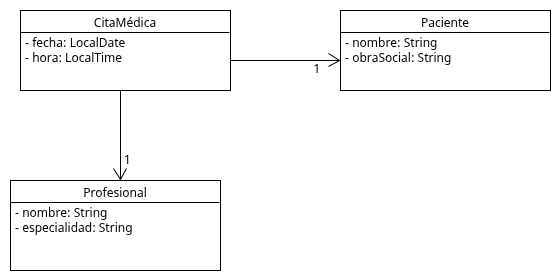 CitaMédica
- fecha: LocalDate
- hora: LocalTime
Paciente
- nombre: String
- obraSocial: String
1
1
Profesional
- nombre: String
- especialidad: String